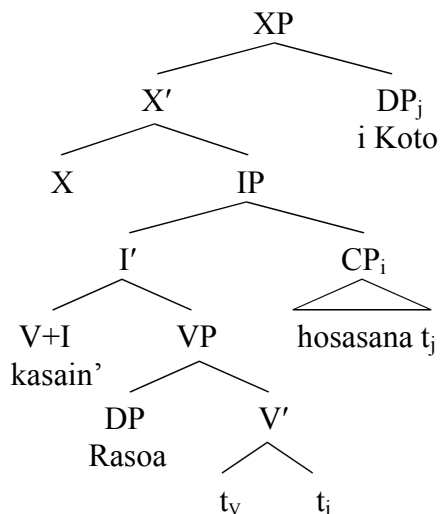 XP
X′ DPⱼ
i Koto
X IP
I′ CPᵢ
V+I VP hosasana tⱼ
kasain’
DP V′
Rasoa
tᵥ tᵢ